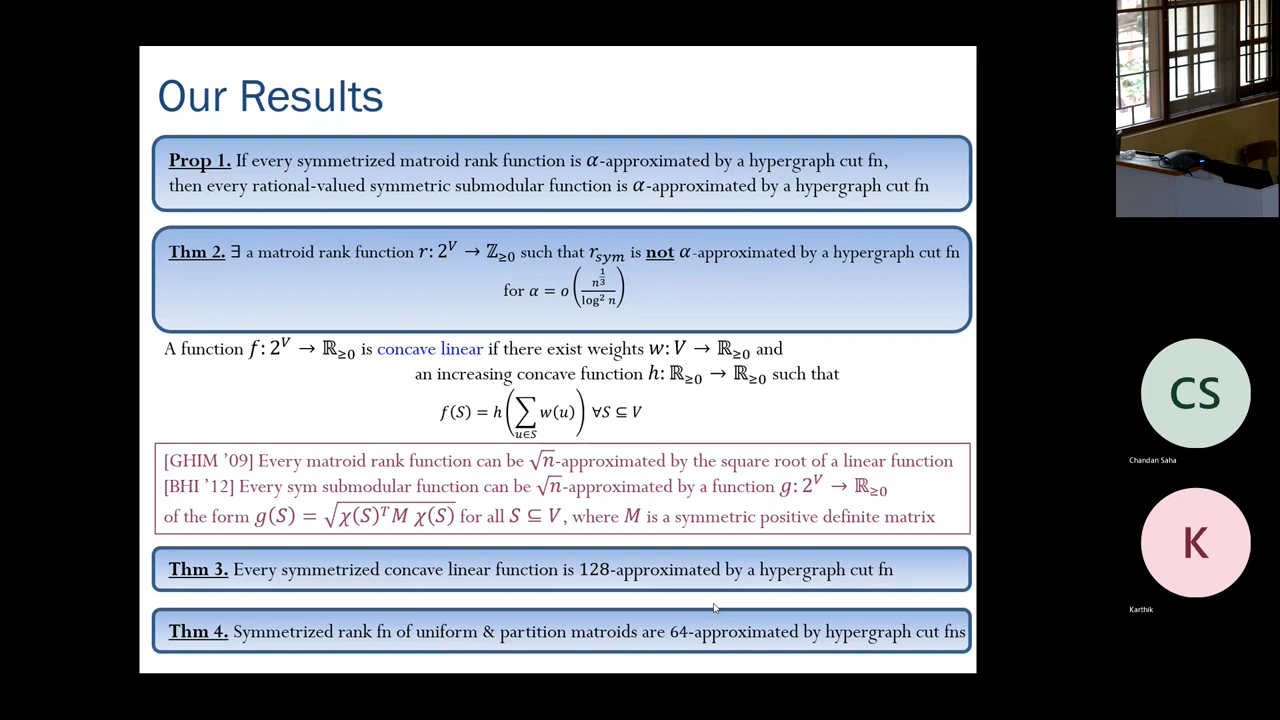 Our Results
Prop 1. If every symmetrized matroid rank function is α-approximated by a hypergraph cut fn,
then every rational-valued symmetric submodular function is α-approximated by a hypergraph cut fn
Thm 2. ∃ a matroid rank function r: 2^V → ℤ_≥0 such that r_sym is not α-approximated by a hypergraph cut fn
for α = o(n^(1/3) / log² n)
A function f: 2^V → ℝ_≥0 is concave linear if there exist weights w: V → ℝ_≥0 and
an increasing concave function h: ℝ_≥0 → ℝ_≥0 such that
f(S) = h(∑_{u∈S} w(u)) ∀S ⊆ V
[GHIM ’09] Every matroid rank function can be √n-approximated by the square root of a linear function
[BHI ’12] Every sym submodular function can be √n-approximated by a function g: 2^V → ℝ_≥0
of the form g(S) = √(χ(S)^T M χ(S)) for all S ⊆ V, where M is a symmetric positive definite matrix
Thm 3. Every symmetrized concave linear function is 128-approximated by a hypergraph cut fn
Thm 4. Symmetrized rank fn of uniform & partition matroids are 64-approximated by hypergraph cut fns
CS
Chandan Saha
K
Karthik